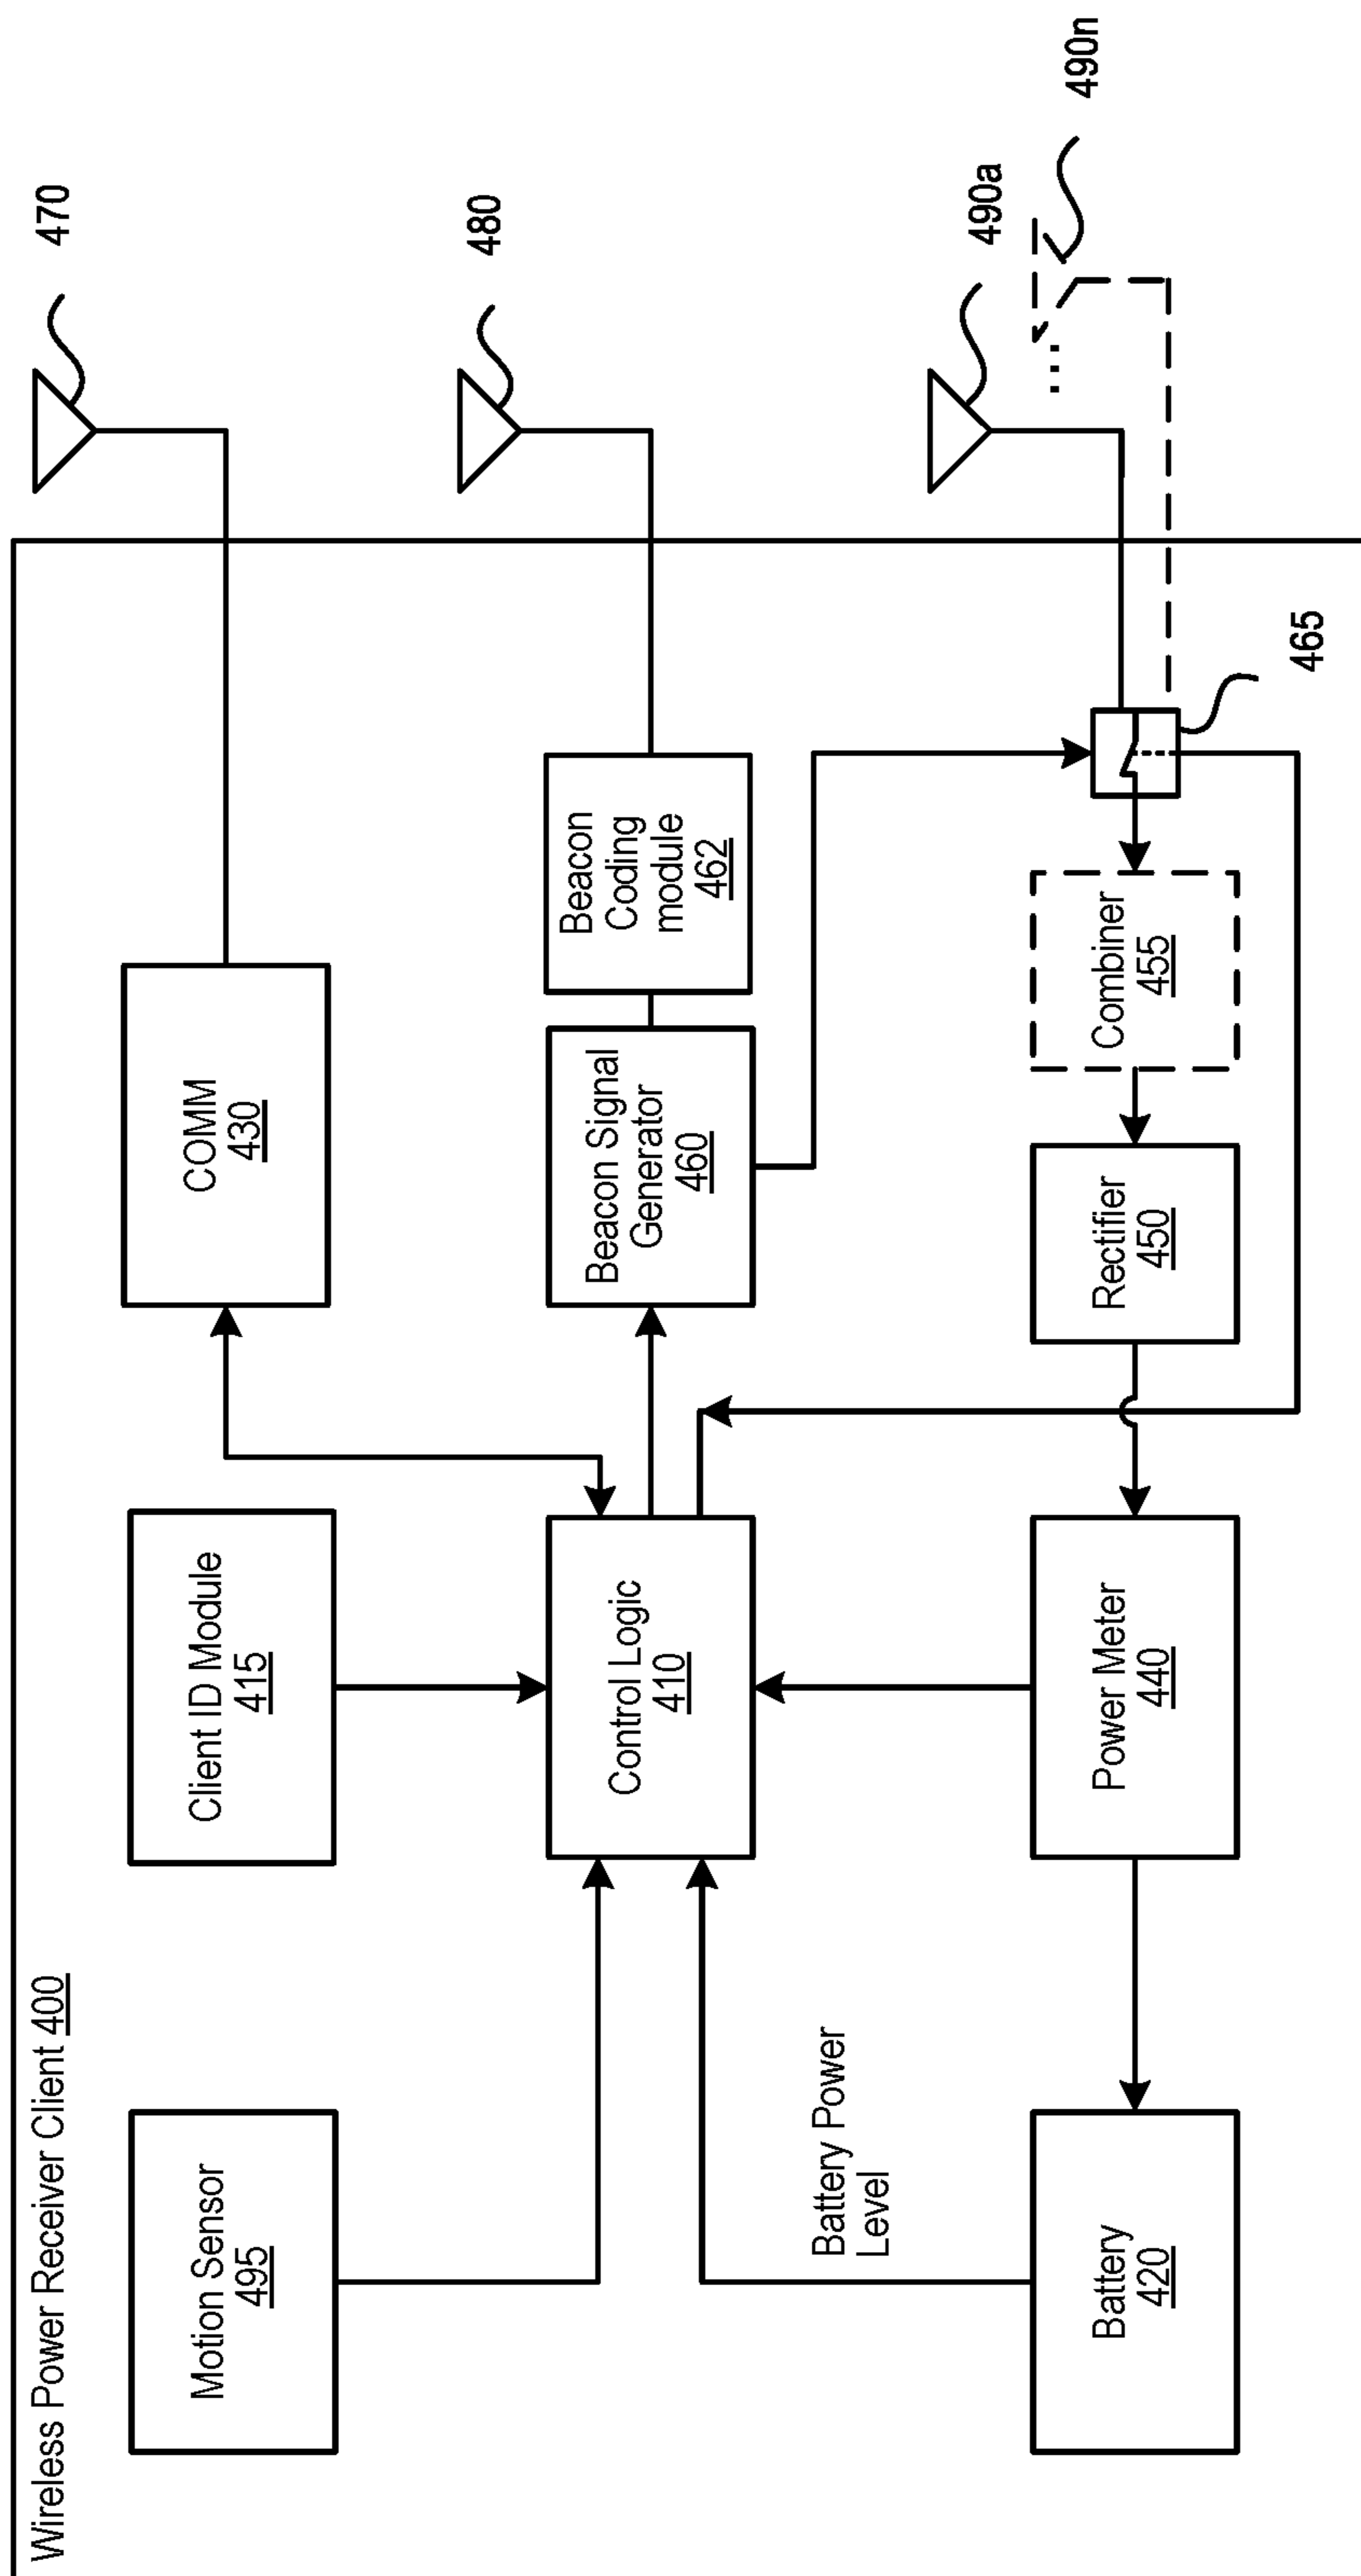 Wireless Power Receiver Client 400
Motion Sensor
495
Client ID Module
415
COMM
430
470
Control Logic
410
Beacon Signal
Generator
460
Beacon
Coding
module
462
480
Battery Power
Level
Battery
420
Power Meter
440
Rectifier
450
Combiner
455
465
490a
...
490n